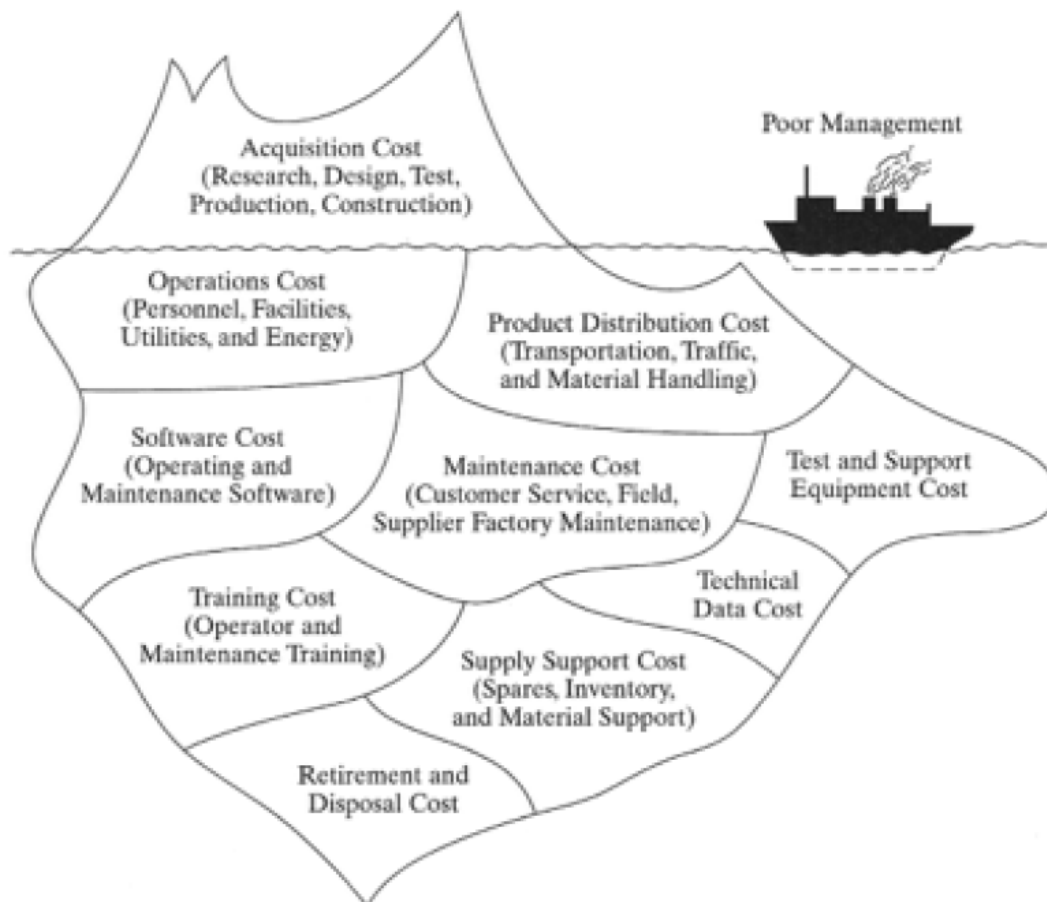 Poor Management
Acquisition Cost
(Research, Design, Test,
Production, Construction)
Operations Cost
(Personnel, Facilities,
Utilities, and Energy)
Product Distribution Cost
(Transportation, Traffic,
and Material Handling)
Software Cost
(Operating and
Maintenance Software)
Maintenance Cost
(Customer Service, Field,
Supplier Factory Maintenance)
Test and Support
Equipment Cost
Training Cost
(Operator and
Maintenance Training)
Technical
Data Cost
Supply Support Cost
(Spares, Inventory,
and Material Support)
Retirement and
Disposal Cost